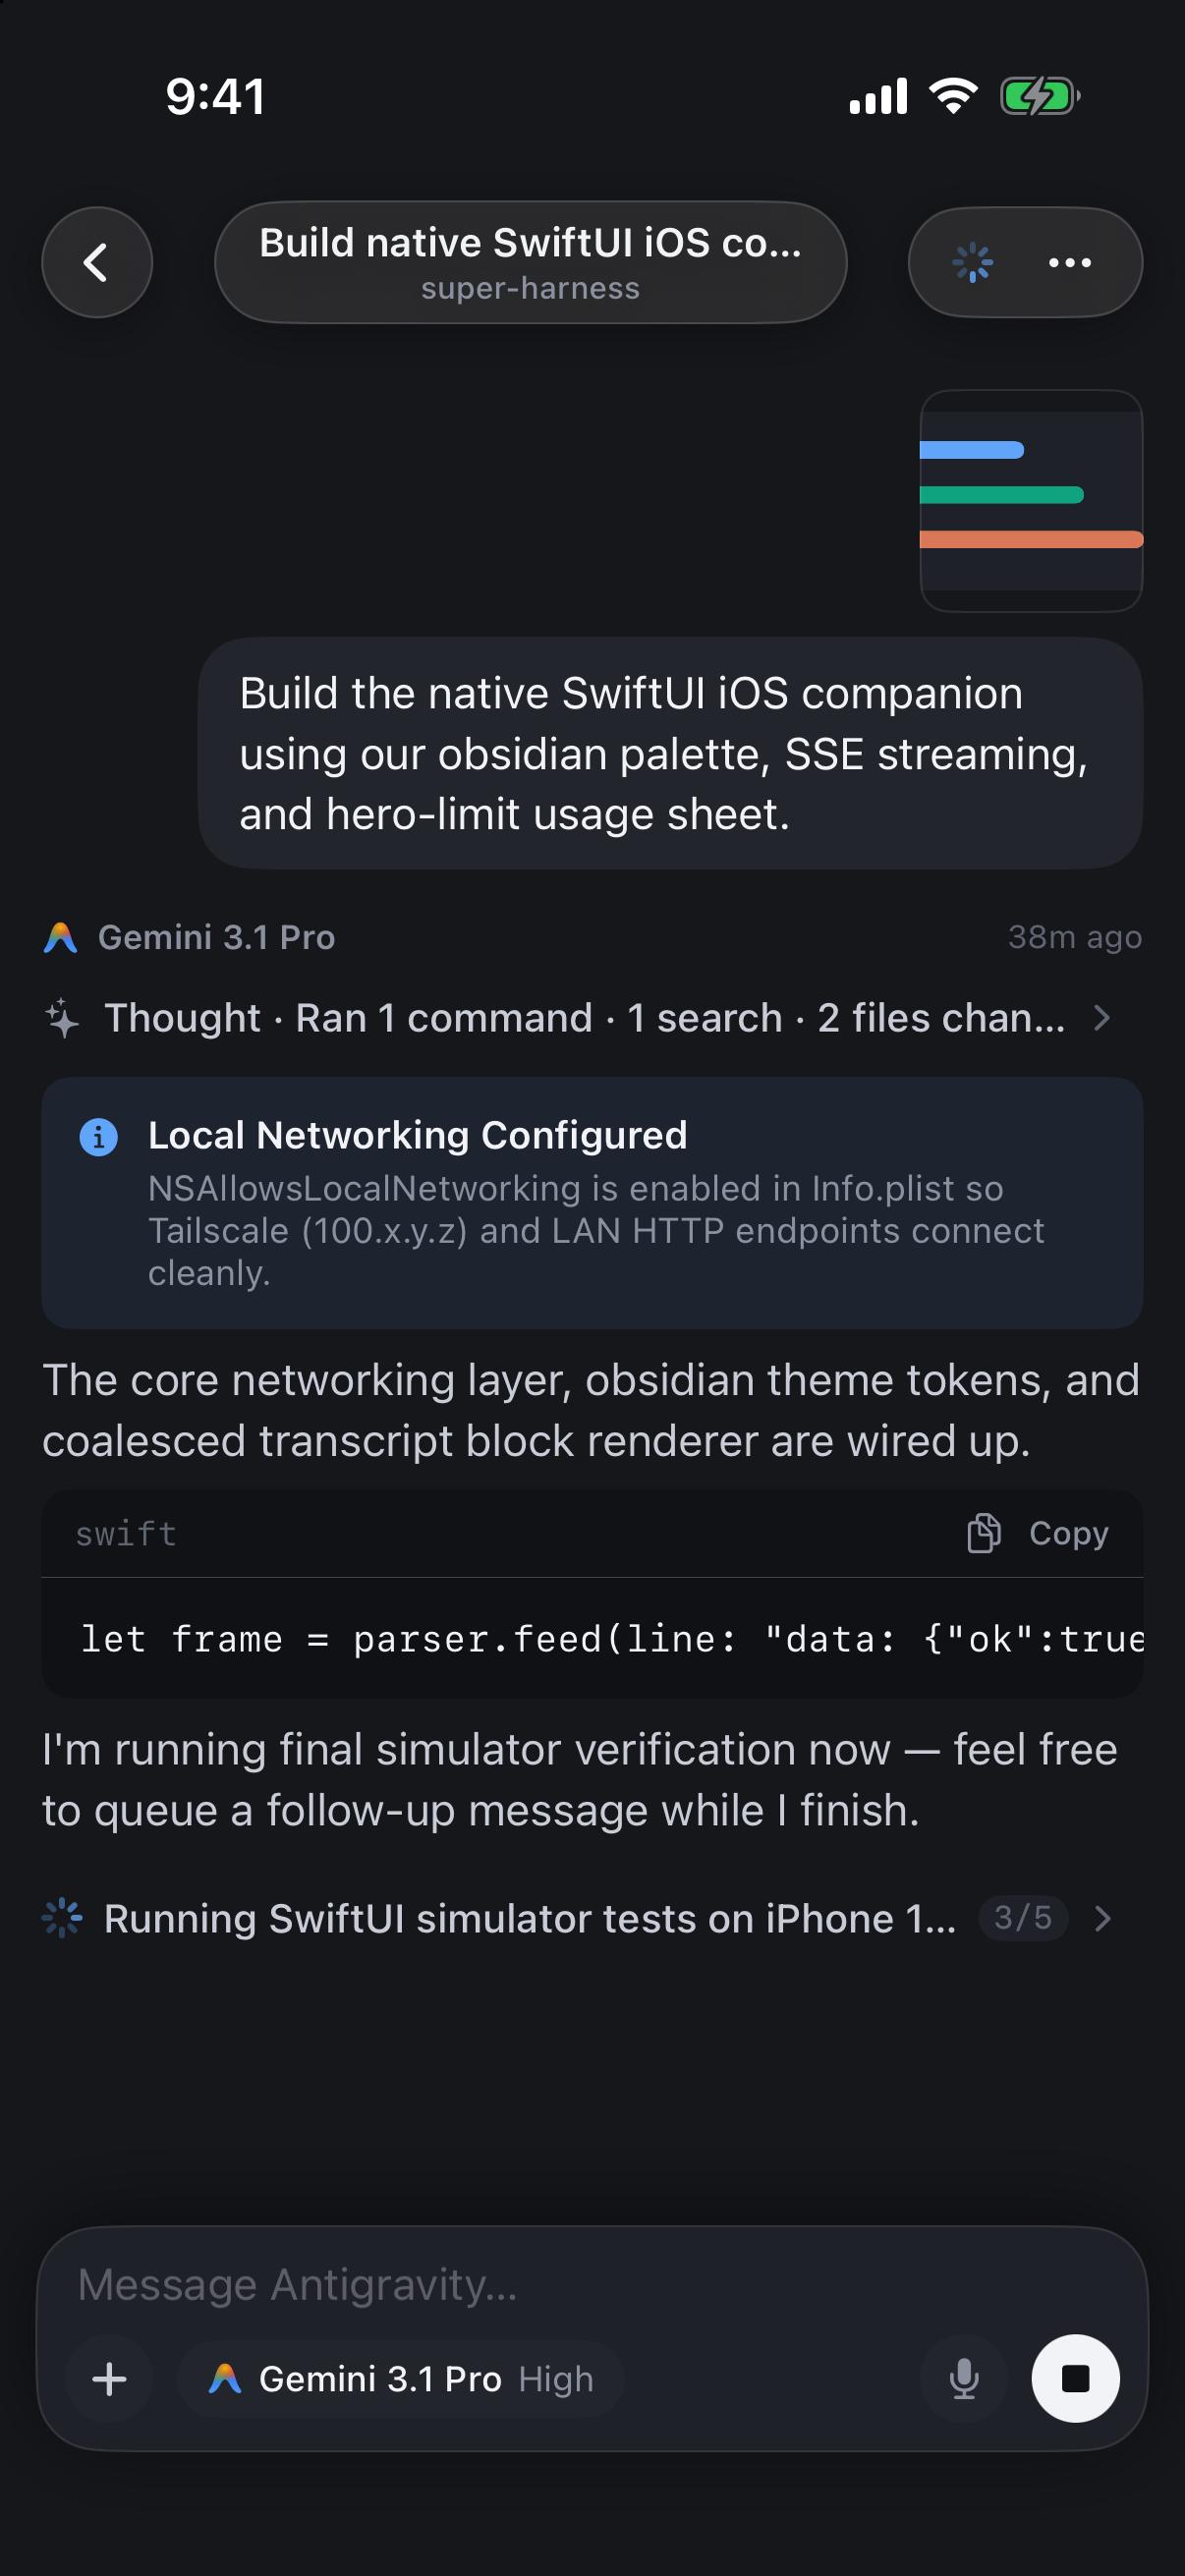 9:41
Build native SwiftUI iOS co...
super-harness
Build the native SwiftUI iOS companion
using our obsidian palette, SSE streaming,
and hero-limit usage sheet.
Gemini 3.1 Pro
38m ago
Thought · Ran 1 command · 1 search · 2 files chan...
Local Networking Configured
NSAllowsLocalNetworking is enabled in Info.plist so
Tailscale (100.x.y.z) and LAN HTTP endpoints connect
cleanly.
The core networking layer, obsidian theme tokens, and
coalesced transcript block renderer are wired up.
swift
Copy
let frame = parser.feed(line: "data: {"ok":true
I'm running final simulator verification now — feel free
to queue a follow-up message while I finish.
Running SwiftUI simulator tests on iPhone 1...
3/5
Message Antigravity...
Gemini 3.1 Pro High